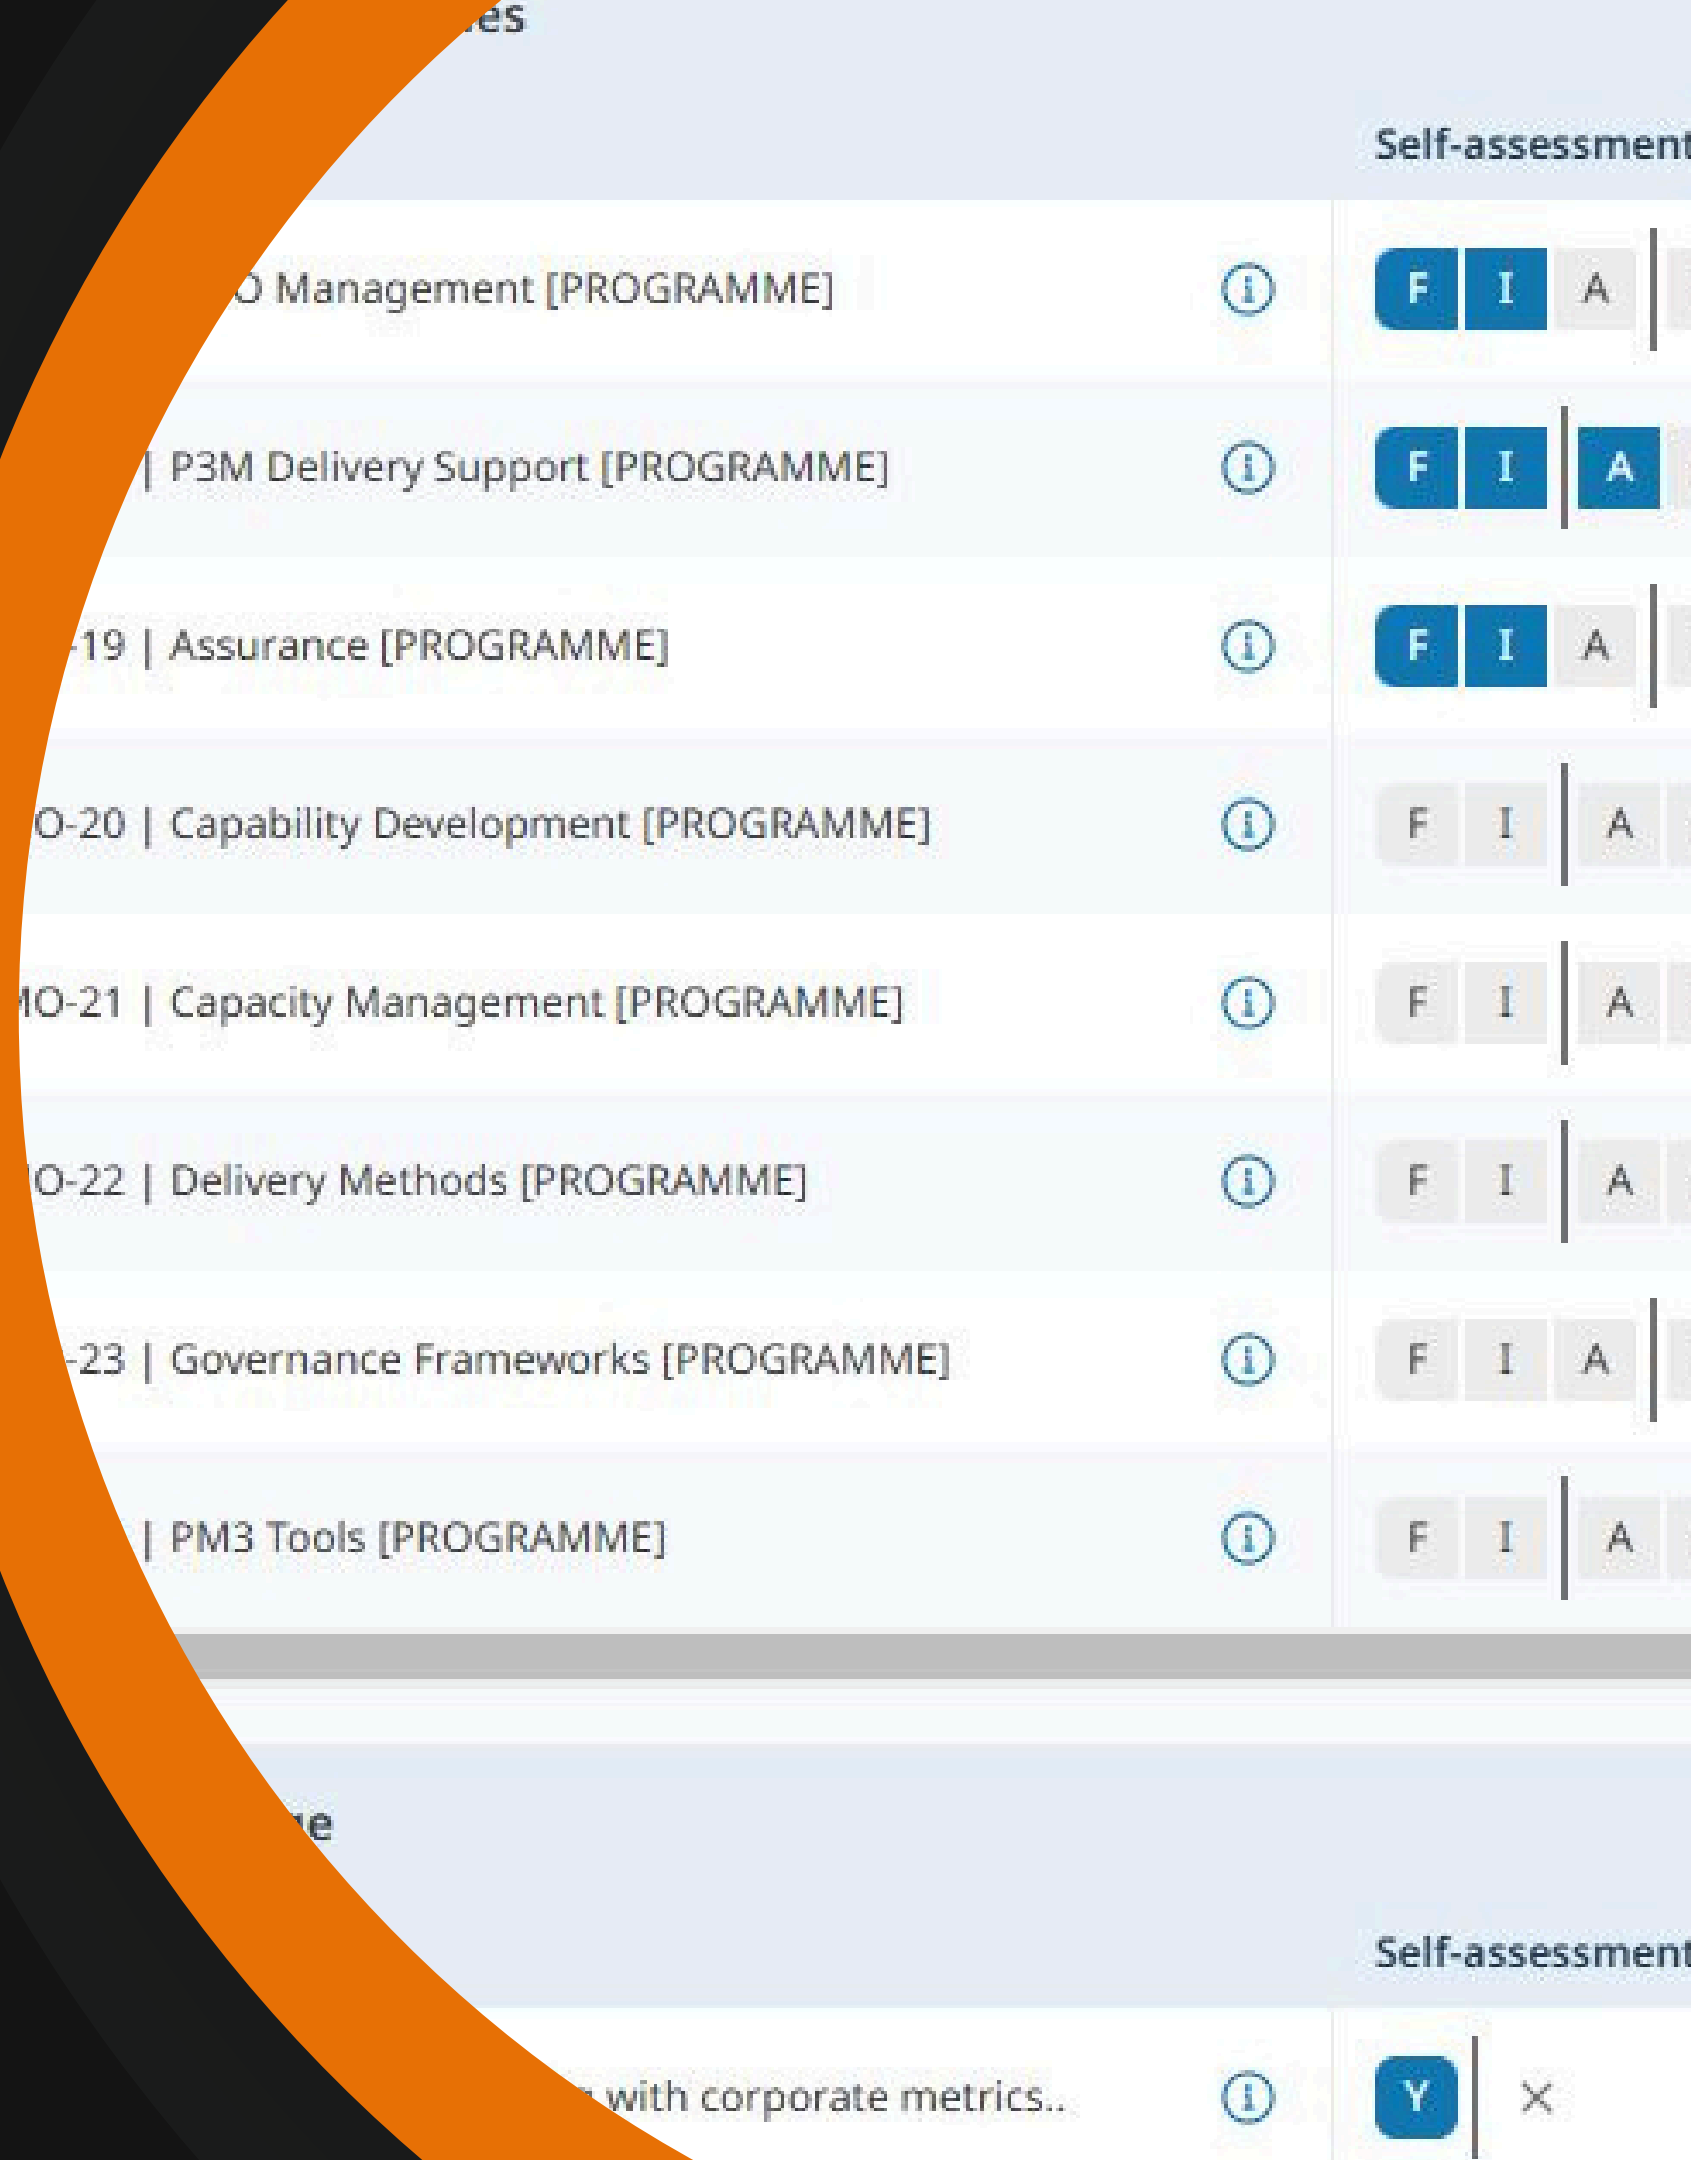 Self-assessment
Management [PROGRAMME]
F I A
| P3M Delivery Support [PROGRAMME]
F I A
-19 | Assurance [PROGRAMME]
F I A
O-20 | Capability Development [PROGRAMME]
F I A
O-21 | Capacity Management [PROGRAMME]
F I A
O-22 | Delivery Methods [PROGRAMME]
F I A
-23 | Governance Frameworks [PROGRAMME]
F I A
| PM3 Tools [PROGRAMME]
F I A
Self-assessment
with corporate metrics..
Y